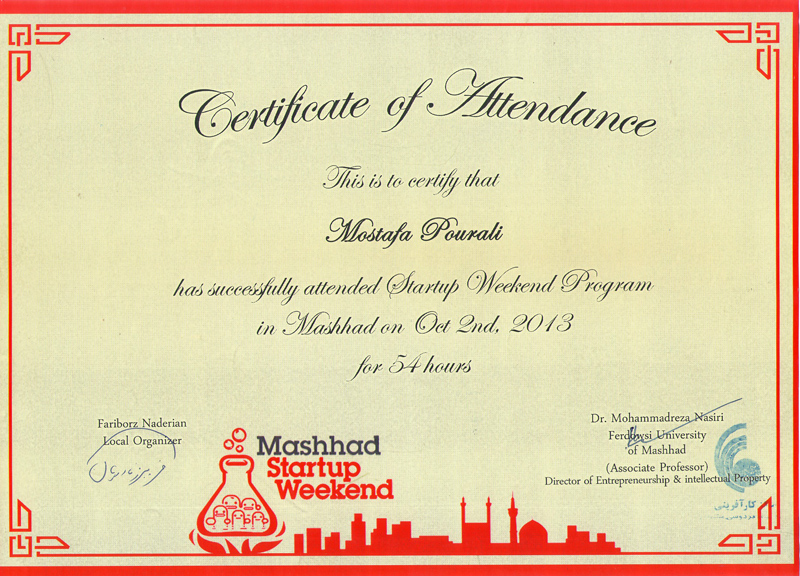 Certificate of Attendance
This is to certify that
Mostafa Pourali
has successfully attended Startup Weekend Program
in Mashhad on Oct 2nd, 2013
for 54 hours
Fariborz Naderian
Local Organizer
Mashhad
Startup
Weekend
Dr. Mohammadreza Nasiri
Ferdowsi University
of Mashhad
(Associate Professor)
Director of Entrepreneurship & intellectual Property
کارآفرینی